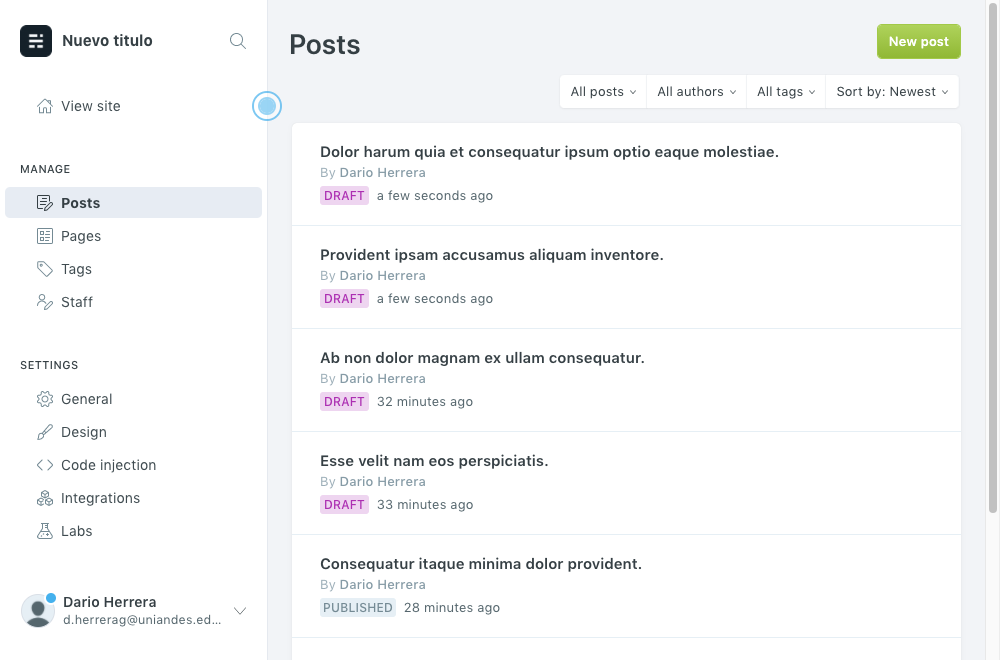 Nuevo titulo
View site
MANAGE
Posts
Pages
Tags
Staff
SETTINGS
General
Design
Code injection
Integrations
Labs
Dario Herrera
d.herrerag@uniandes.ed...
Posts
New post
All posts
All authors
All tags
Sort by: Newest
Dolor harum quia et consequatur ipsum optio eaque molestiae.
By Dario Herrera
DRAFT a few seconds ago
Provident ipsam accusamus aliquam inventore.
By Dario Herrera
DRAFT a few seconds ago
Ab non dolor magnam ex ullam consequatur.
By Dario Herrera
DRAFT 32 minutes ago
Esse velit nam eos perspiciatis.
By Dario Herrera
DRAFT 33 minutes ago
Consequatur itaque minima dolor provident.
By Dario Herrera
PUBLISHED 28 minutes ago